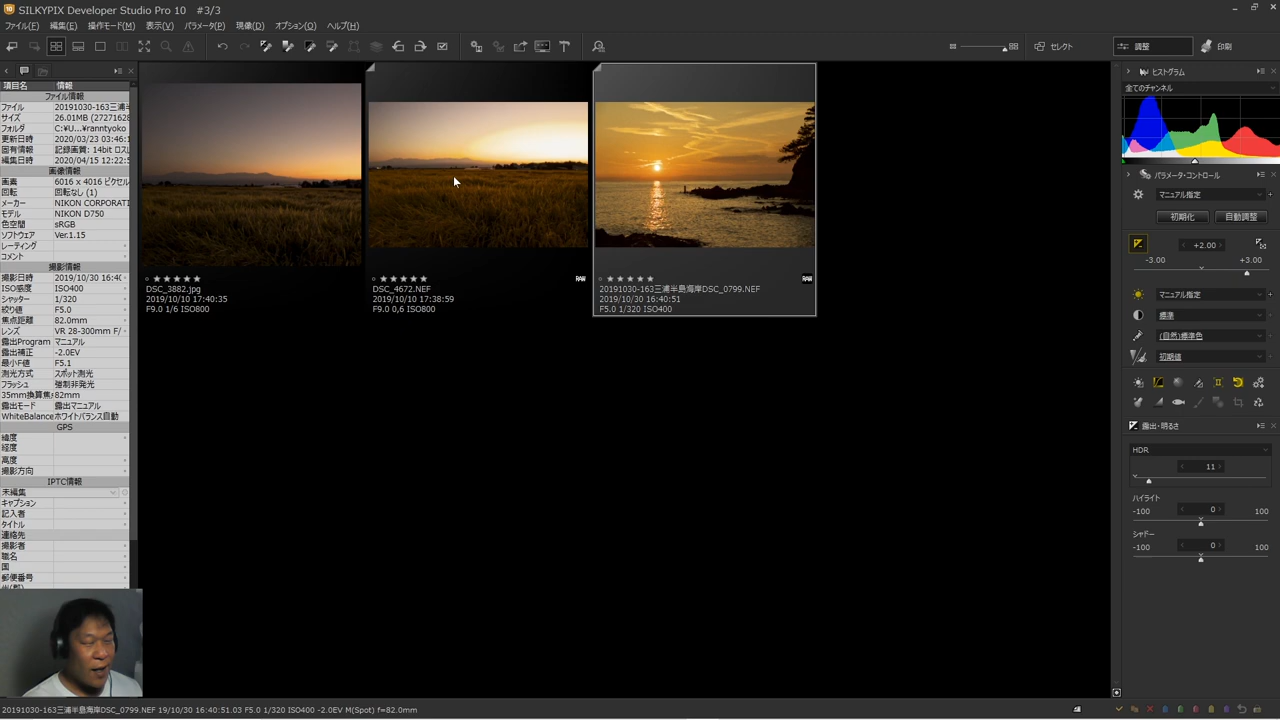 SILKYPIX Developer Studio Pro 10　#3/3
ファイル(F)　編集(E)　操作モード(M)　表示(V)　パラメータ(P)　現像(D)　オプション(O)　ヘルプ(H)
セレクト　調整　印刷
項目名　情報
ファイル情報
ファイル　20191030-163三浦半
サイズ　26.01MB (27271628
フォルダ　C:¥U...¥ranntyoko
更新日時　2020/03/23 03:46:1
固有情報　記録画質: 14bit ロス
編集日時　2020/04/15 12:22:5
画像情報
画素　6016 x 4016 ピクセル
回転　回転なし (1)
メーカー　NIKON CORPORATI
モデル　NIKON D750
色空間　sRGB
ソフトウェア　Ver.1.15
レーティング
コメント
撮影情報
撮影日時　2019/10/30 16:40
ISO感度　ISO400
シャッター　1/320
絞り値　F5.0
焦点距離　82.0mm
レンズ　VR 28-300mm F/
露出Program　マニュアル
露出補正　-2.0EV
最小F値　F5.1
測光方式　スポット測光
フラッシュ　強制非発光
35mm換算焦　82mm
露出モード　露出マニュアル
WhiteBalance　ホワイトバランス自動
GPS
緯度
経度
高度
撮影方向
IPTC情報
未編集
キャプション
記入者
タイトル
連絡先
撮影者
職名
国
郵便番号
DSC_3882.jpg
2019/10/10 17:40:35
F9.0 1/6 ISO800
DSC_4672.NEF
2019/10/10 17:38:59
F9.0 0,6 ISO800
RAW
20191030-163三浦半島海岸DSC_0799.NEF
2019/10/30 16:40:51
F5.0 1/320 ISO400
RAW
ヒストグラム
全てのチャンネル
パラメータ・コントロール
マニュアル指定
初期化　自動調整
+2.00
-3.00　+3.00
マニュアル指定
標準
(自然)標準色
初期値
露出・明るさ
HDR
11
ハイライト
-100　0　100
シャドー
-100　0　100
20191030-163三浦半島海岸DSC_0799.NEF 19/10/30 16:40:51.03 F5.0 1/320 ISO400 -2.0EV M(Spot) f=82.0mm